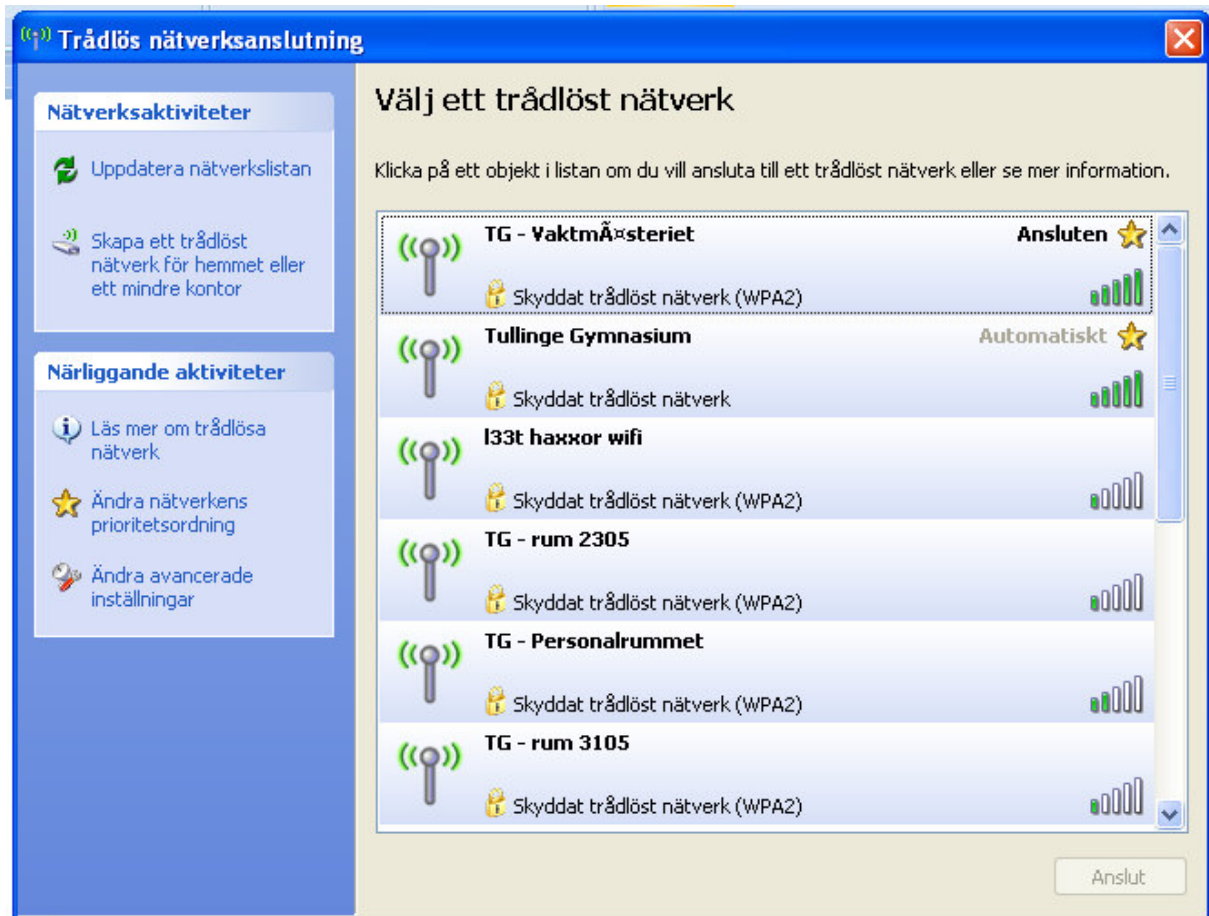 Trådlös nätverksanslutning
Nätverksaktiviteter
Uppdatera nätverkslistan
Skapa ett trådlöst
nätverk för hemmet eller
ett mindre kontor
Närliggande aktiviteter
Läs mer om trådlösa
nätverk
Ändra nätverkens
prioritetsordning
Ändra avancerade
inställningar
Välj ett trådlöst nätverk
Klicka på ett objekt i listan om du vill ansluta till ett trådlöst nätverk eller se mer information.
TG - VaktmÃ¤steriet Ansluten
Skyddat trådlöst nätverk (WPA2)
Tullinge Gymnasium Automatiskt
Skyddat trådlöst nätverk
l33t haxxor wifi
Skyddat trådlöst nätverk (WPA2)
TG - rum 2305
Skyddat trådlöst nätverk (WPA2)
TG - Personalrummet
Skyddat trådlöst nätverk (WPA2)
TG - rum 3105
Skyddat trådlöst nätverk (WPA2)
Anslut